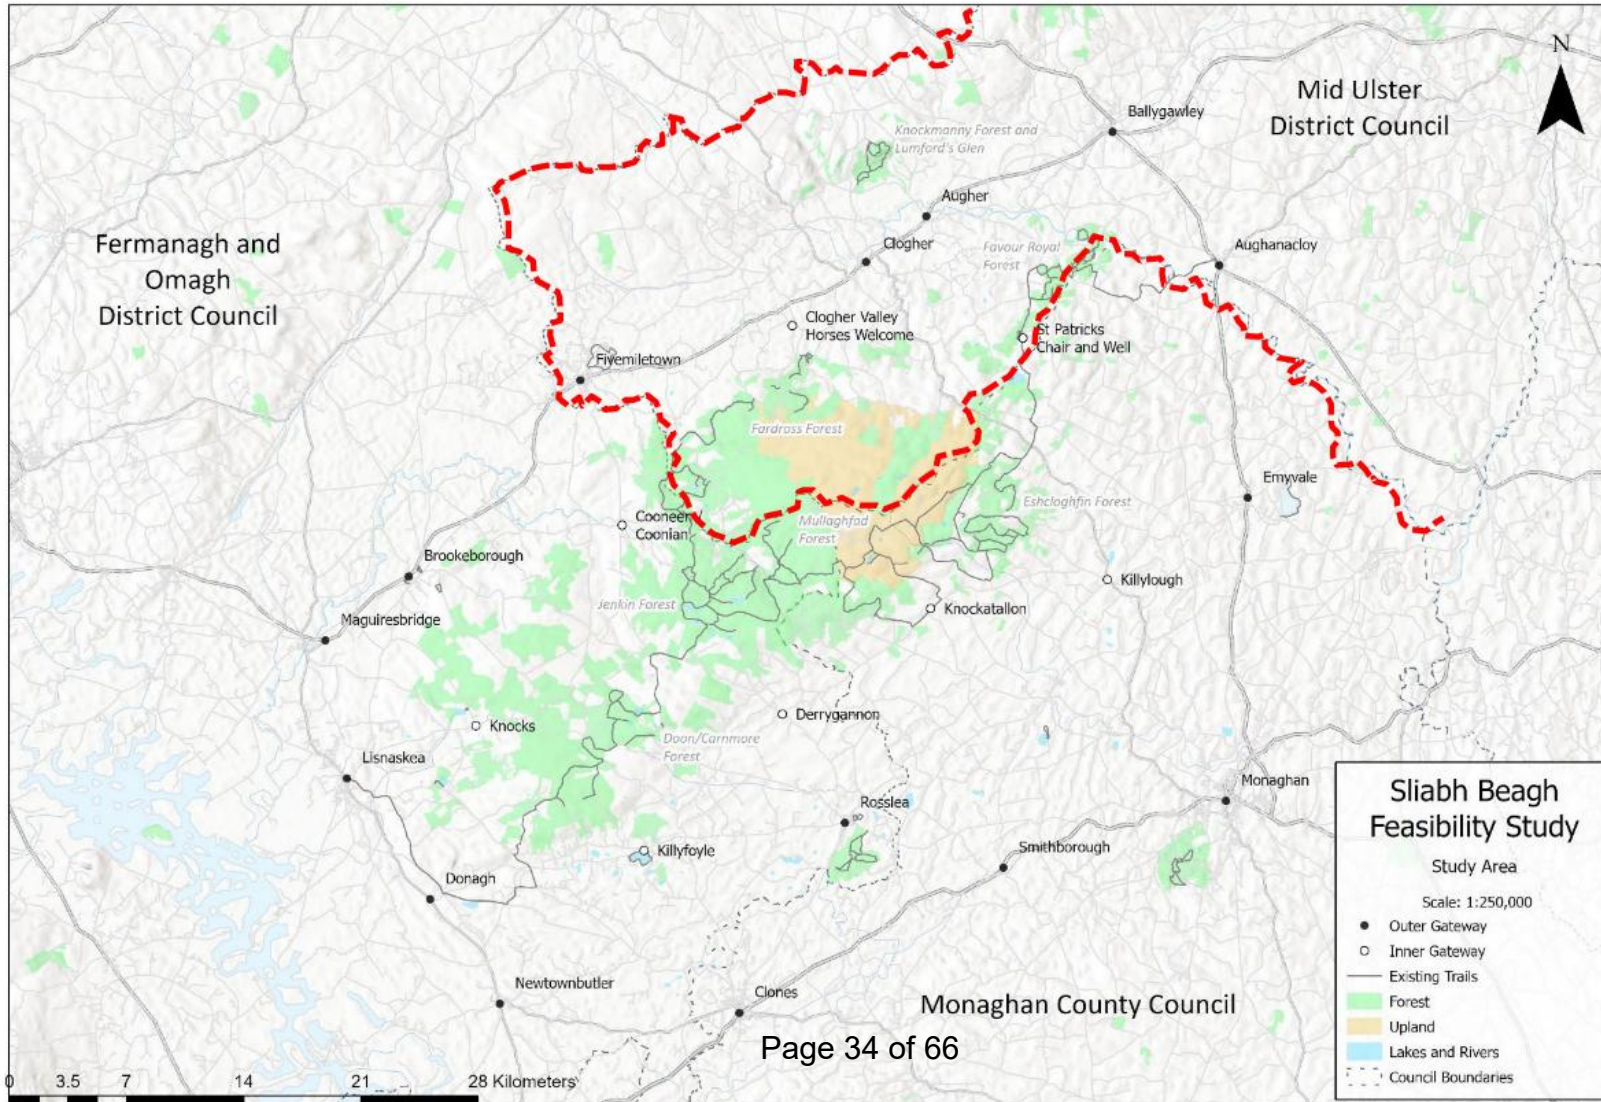 N
Mid Ulster
District Council
Ballygawley
Knockmanny Forest and
Lumford's Glen
Augher
Fermanagh and
Omagh
District Council
Clogher
Favour Royal
Forest
Aughanacloy
Clogher Valley
Horses Welcome
St Patricks
Chair and Well
Fivemiletown
Fardross Forest
Emyvale
Eshcloghfin Forest
Cooneen
Coonian
Mullaghfad
Forest
Brookeborough
Killylough
Jenkin Forest
Knockatallon
Maguiresbridge
Knocks
Derrygannon
Doon/Carnmore
Forest
Lisnaskea
Monaghan
Rosslea
Smithborough
Killyfoyle
Donagh
Newtownbutler
Clones
Monaghan County Council
Page 34 of 66
Sliabh Beagh
Feasibility Study
Study Area
Scale: 1:250,000
Outer Gateway
Inner Gateway
Existing Trails
Forest
Upland
Lakes and Rivers
Council Boundaries
0 3.5 7 14 21 28 Kilometers